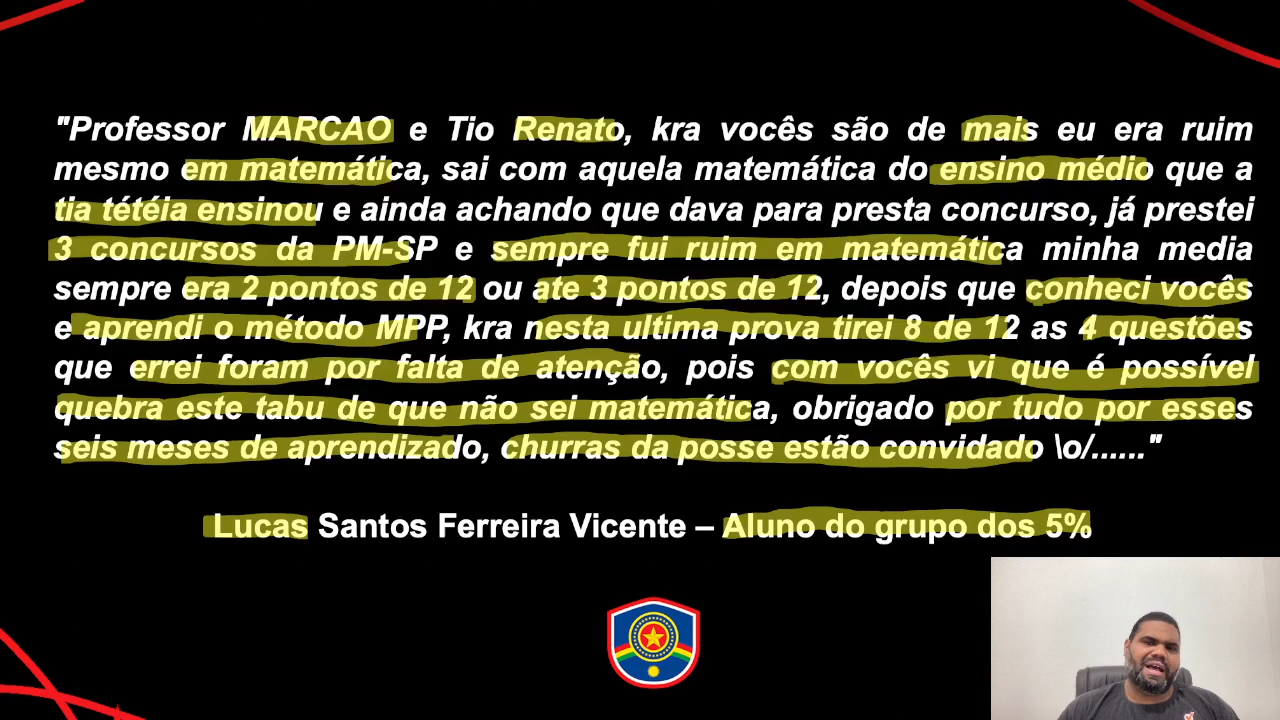 "Professor MARCAO e Tio Renato, kra vocês são de mais eu era ruim
mesmo em matemática, sai com aquela matemática do ensino médio que a
tia tétéia ensinou e ainda achando que dava para presta concurso, já prestei
3 concursos da PM-SP e sempre fui ruim em matemática minha media
sempre era 2 pontos de 12 ou ate 3 pontos de 12, depois que conheci vocês
e aprendi o método MPP, kra nesta ultima prova tirei 8 de 12 as 4 questões
que errei foram por falta de atenção, pois com vocês vi que é possível
quebra este tabu de que não sei matemática, obrigado por tudo por esses
seis meses de aprendizado, churras da posse estão convidado \o/......"
Lucas Santos Ferreira Vicente – Aluno do grupo dos 5%